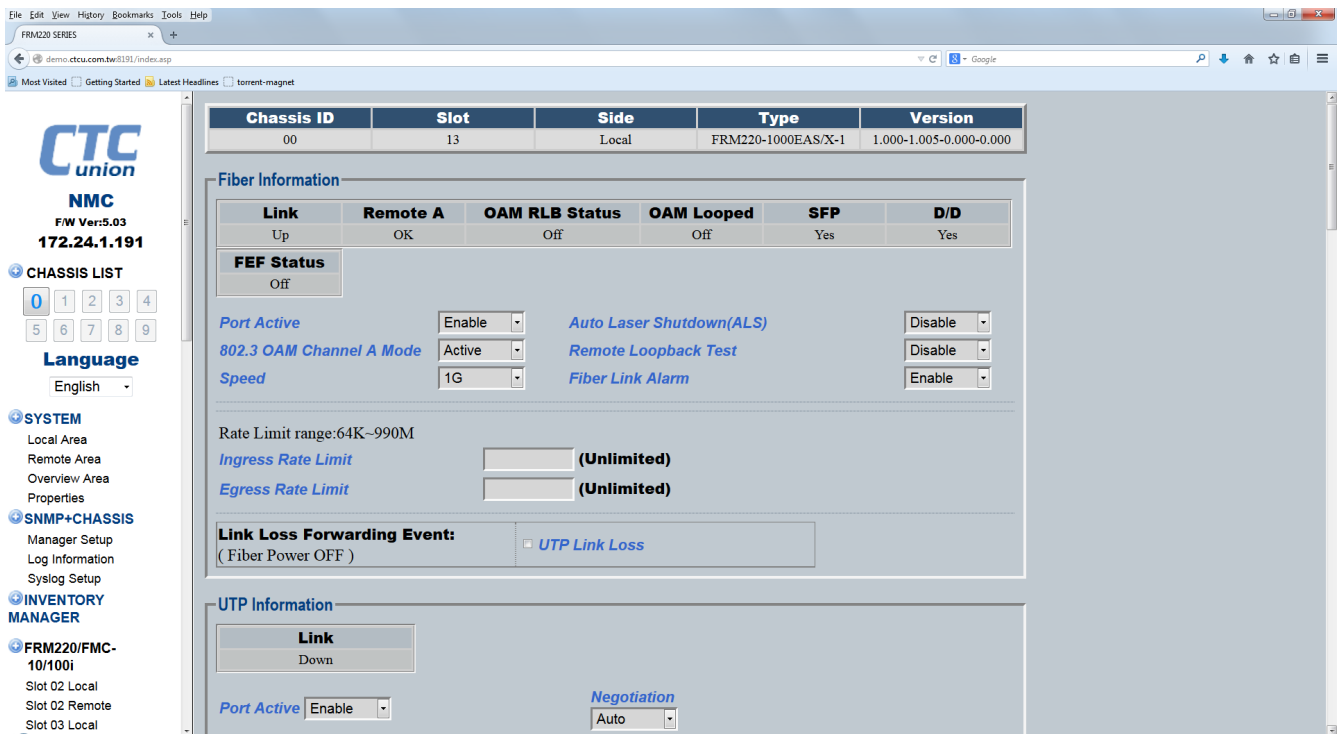 File Edit View History Bookmarks Tools Help
FRM220 SERIES
demo.ctcu.com.tw:8191/index.asp
Google
Most Visited Getting Started Latest Headlines torrent-magnet
CTC
union
NMC
F/W Ver:5.03
172.24.1.191
CHASSIS LIST
0 1 2 3 4
5 6 7 8 9
Language
English
SYSTEM
Local Area
Remote Area
Overview Area
Properties
SNMP+CHASSIS
Manager Setup
Log Information
Syslog Setup
INVENTORY
MANAGER
FRM220/FMC-
10/100i
Slot 02 Local
Slot 02 Remote
Slot 03 Local
Chassis ID Slot Side Type Version
00 13 Local FRM220-1000EAS/X-1 1.000-1.005-0.000-0.000
Fiber Information
Link Remote A OAM RLB Status OAM Looped SFP D/D
Up OK Off Off Yes Yes
FEF Status
Off
Port Active Enable Auto Laser Shutdown(ALS) Disable
802.3 OAM Channel A Mode Active Remote Loopback Test Disable
Speed 1G Fiber Link Alarm Enable
Rate Limit range:64K~990M
Ingress Rate Limit (Unlimited)
Egress Rate Limit (Unlimited)
Link Loss Forwarding Event:
( Fiber Power OFF )
UTP Link Loss
UTP Information
Link
Down
Port Active Enable
Negotiation
Auto